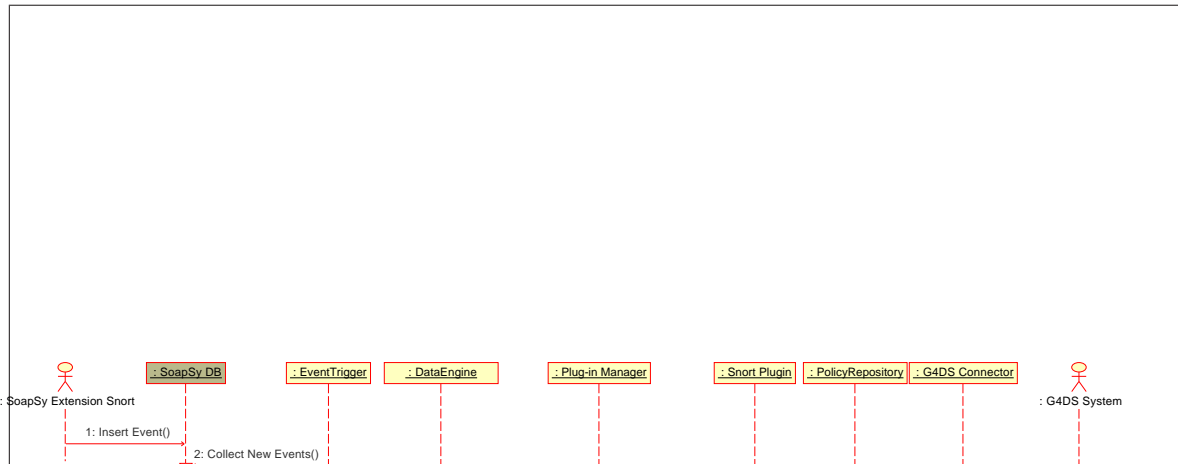 : SoapSy DB
: EventTrigger
: DataEngine
: Plug-in Manager
: Snort Plugin
: PolicyRepository
: G4DS Connector
: SoapSy Extension Snort
: G4DS System
1: Insert Event()
2: Collect New Events()